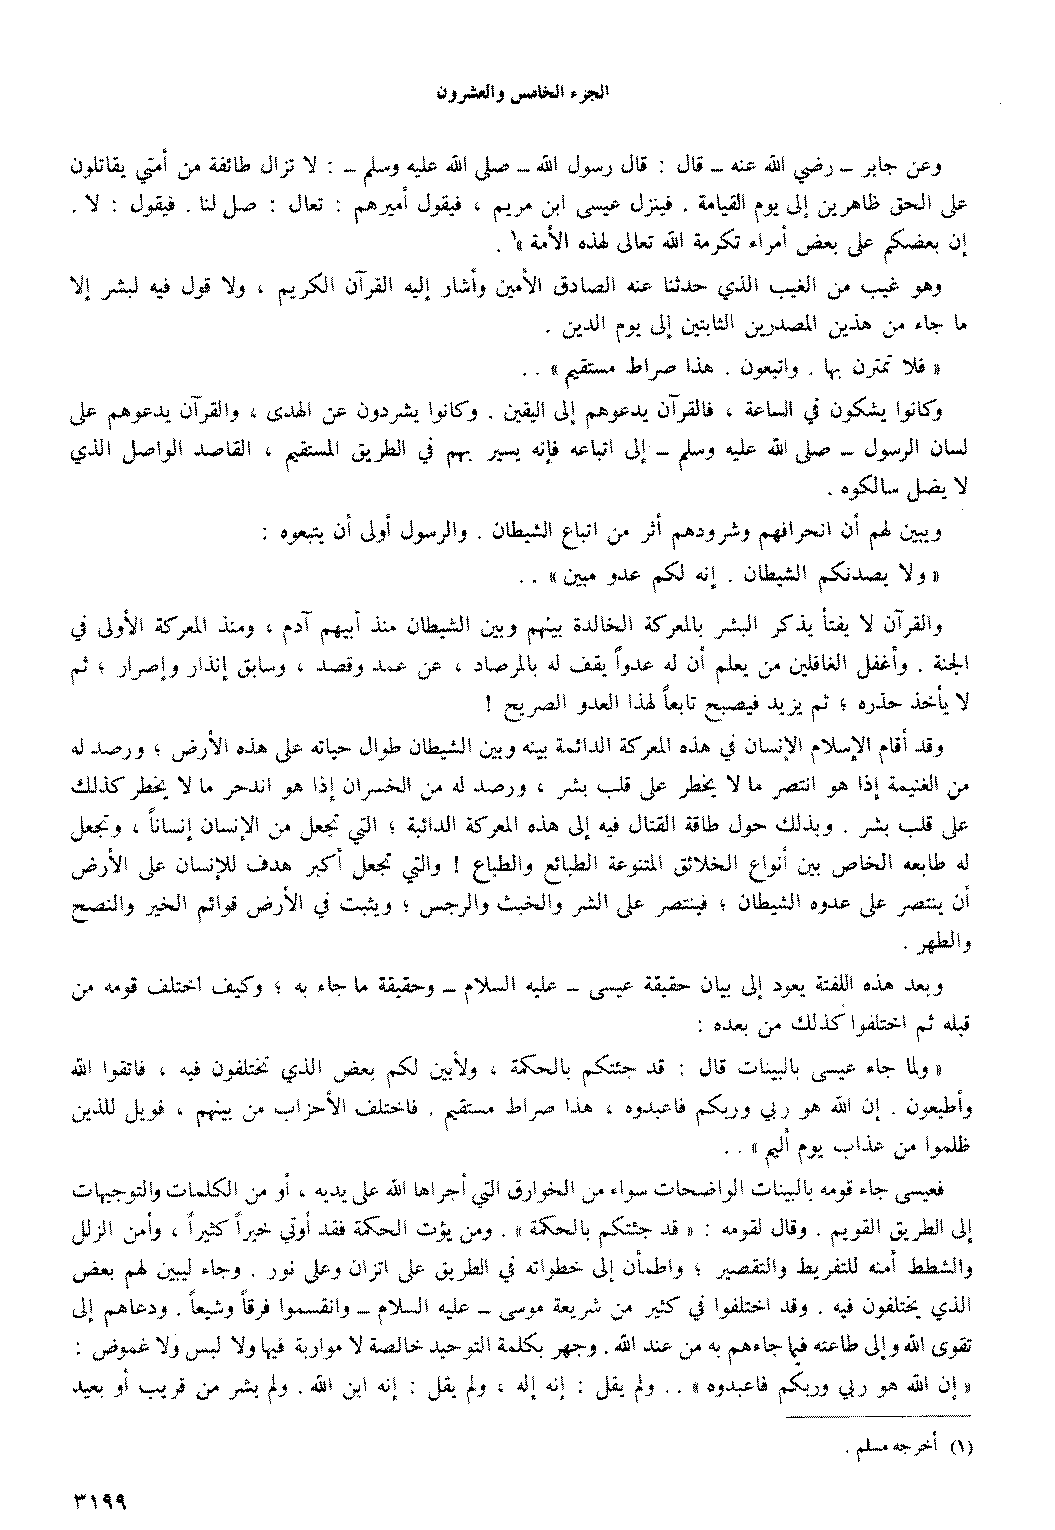 الجزء الخامس والعشرون
وعن جابر – رضي الله عنه – قال : قال رسول الله – صلى الله عليه وسلم – : لا تزال طائفة من أمتي يقاتلون
على الحق ظاهرين إلى يوم القيامة . فينزل عيسى ابن مريم ، فيقول أميرهم : تعال : صل لنا . فيقول : لا .
إن بعضكم على بعض أمراء تكرمة الله تعالى لهذه الأمة »¹ .
وهو غيب من الغيب الذي حدثنا عنه الصادق الأمين وأشار إليه القرآن الكريم ، ولا قول فيه لبشر إلا
ما جاء من هذين المصدرين الثابتين إلى يوم الدين .
« فلا تمترن بها . واتبعون . هذا صراط مستقيم » . .
وكانوا يشكون في الساعة ، فالقرآن يدعوهم إلى اليقين . وكانوا يشردون عن الهدى ، والقرآن يدعوهم على
لسان الرسول – صلى الله عليه وسلم – إلى اتباعه فإنه يسير بهم في الطريق المستقيم ، القاصد الواصل الذي
لا يضل سالكوه .
ويبين لهم أن انحرافهم وشرودهم أثر من اتباع الشيطان . والرسول أولى أن يتبعوه :
« ولا يصدنكم الشيطان . إنه لكم عدو مبين » . .
والقرآن لا يفتأ يذكر البشر بالمعركة الخالدة بينهم وبين الشيطان منذ أبيهم آدم ، ومنذ المعركة الأولى في
الجنة . وأغفل الغافلين من يعلم أن له عدواً يقف له بالمرصاد ، عن عمد وقصد ، وسابق إنذار وإصرار ؛ ثم
لا يأخذ حذره ؛ ثم يزيد فيصبح تابعاً لهذا العدو الصريح !
وقد أقام الإسلام الإنسان في هذه المعركة الدائمة بينه وبين الشيطان طوال حياته على هذه الأرض ؛ ورصد له
من الغنيمة إذا هو انتصر ما لا يخطر على قلب بشر ، ورصد له من الخسران إذا هو اندحر ما لا يخطر كذلك
على قلب بشر . وبذلك حول طاقة القتال فيه إلى هذه المعركة الدائبة ؛ التي تجعل من الإنسان إنساناً ، وتجعل
له طابعه الخاص بين أنواع الخلائق المتنوعة الطبائع والطباع ! والتي تجعل أكبر هدف للإنسان على الأرض
أن ينتصر على عدوه الشيطان ؛ فينتصر على الشر والخبث والرجس ؛ ويثبت في الأرض قوائم الخير والنصح
والطهر .
وبعد هذه اللفتة يعود إلى بيان حقيقة عيسى – عليه السلام – وحقيقة ما جاء به ؛ وكيف اختلف قومه من
قبله ثم اختلفوا كذلك من بعده :
« ولما جاء عيسى بالبينات قال : قد جئتكم بالحكمة ، ولأبين لكم بعض الذي تختلفون فيه ، فاتقوا الله
وأطيعون . إن الله هو ربي وربكم فاعبدوه ، هذا صراط مستقيم . فاختلف الأحزاب من بينهم ، فويل للذين
ظلموا من عذاب يوم أليم » . .
فعيسى جاء قومه بالبينات الواضحات سواء من الخوارق التي أجراها الله على يديه ، أو من الكلمات والتوجيهات
إلى الطريق القويم . وقال لقومه : « قد جئتكم بالحكمة » . ومن يؤت الحكمة فقد أوتي خيراً كثيراً ، وأمن الزلل
والشطط أمنه للتفريط والتقصير ؛ واطمأن إلى خطواته في الطريق على اتزان وعلى نور . وجاء ليبين لهم بعض
الذي يختلفون فيه . وقد اختلفوا في كثير من شريعة موسى – عليه السلام – وانقسموا فرقاً وشيعاً . ودعاهم إلى
تقوى الله وإلى طاعته فيما جاءهم به من عند الله . وجهر بكلمة التوحيد خالصة لا مواربة فيها ولا لبس ولا غموض :
« إن الله هو ربي وربكم فاعبدوه » . . ولم يقل : إنه إله ، ولم يقل : إنه ابن الله . ولم يشر من قريب أو بعيد
(١) أخرجه مسلم .
٣١٩٩